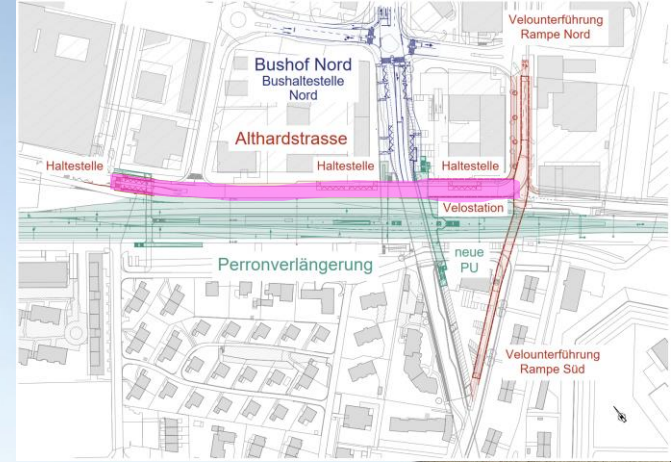 Velounterführung
Rampe Nord
Bushof Nord
Bushaltestelle
Nord
Althardstrasse
Haltestelle
Haltestelle
Haltestelle
Velostation
Perronverlängerung
neue
PU
Velounterführung
Rampe Süd